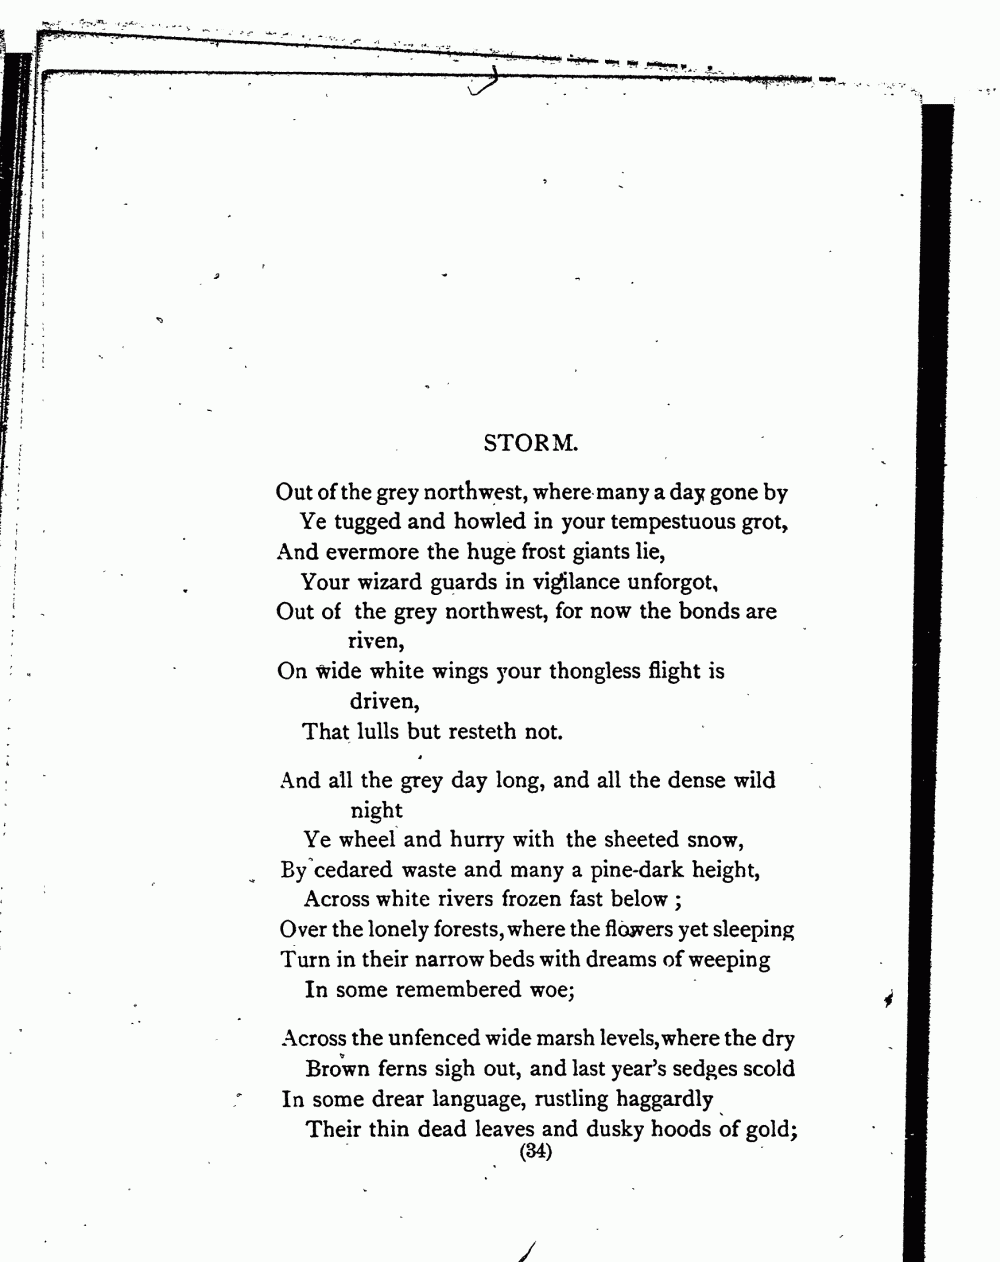 STORM.
Out of the grey northwest, where many a day gone by
Ye tugged and howled in your tempestuous grot,
And evermore the huge frost giants lie,
Your wizard guards in vigilance unforgot,
Out of the grey northwest, for now the bonds are
riven,
On wide white wings your thongless flight is
driven,
That lulls but resteth not.
And all the grey day long, and all the dense wild
night
Ye wheel and hurry with the sheeted snow,
By cedared waste and many a pine-dark height,
Across white rivers frozen fast below ;
Over the lonely forests, where the flowers yet sleeping
Turn in their narrow beds with dreams of weeping
In some remembered woe;
Across the unfenced wide marsh levels, where the dry
Brown ferns sigh out, and last year's sedges scold
In some drear language, rustling haggardly
Their thin dead leaves and dusky hoods of gold;
(34)